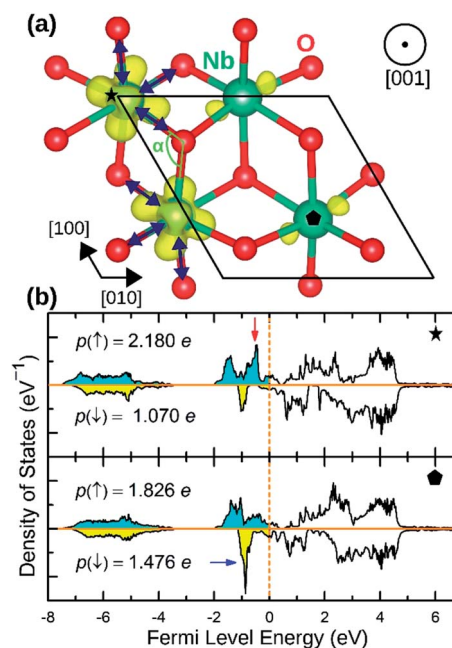 (a)
Nb
O
[001]
α
[100]
[010]
(b)
p(↑) = 2.180 e
p(↓) = 1.070 e
p(↑) = 1.826 e
p(↓) = 1.476 e
Density of States (eV⁻¹)
-8 -6 -4 -2 0 2 4 6
Fermi Level Energy (eV)